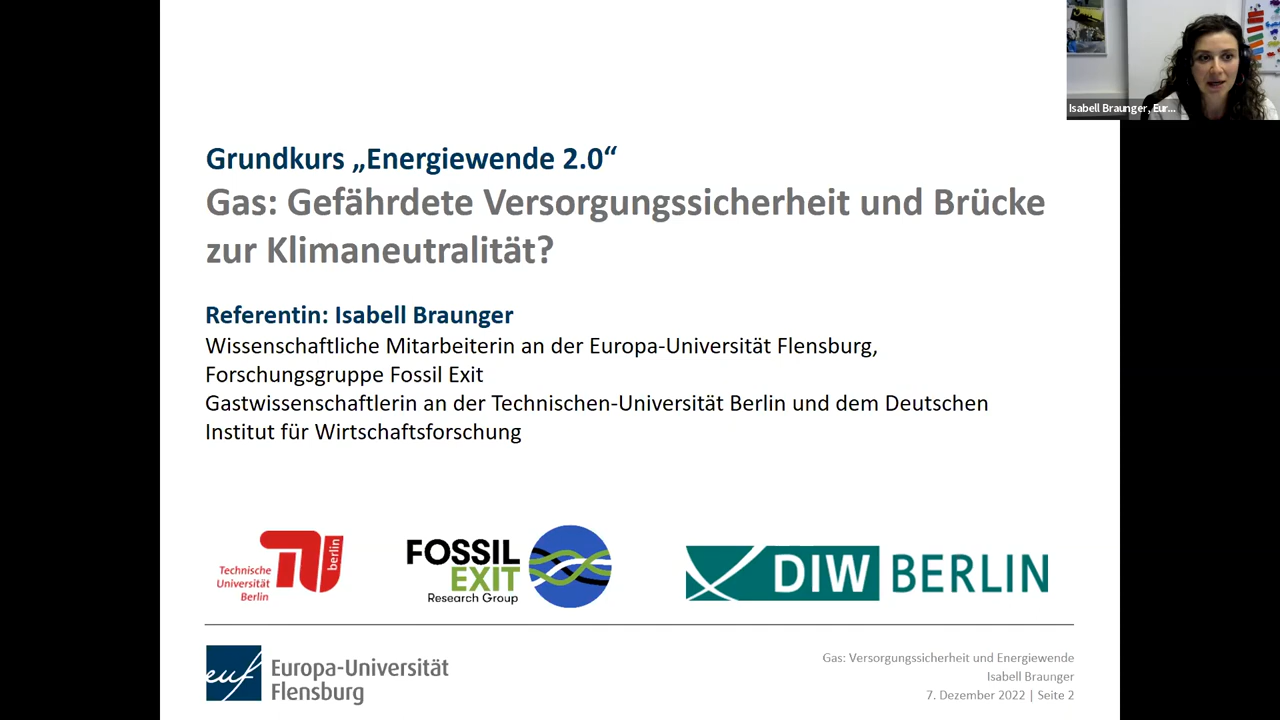 Isabell Braunger, Eur...
Grundkurs „Energiewende 2.0“
Gas: Gefährdete Versorgungssicherheit und Brücke
zur Klimaneutralität?
Referentin: Isabell Braunger
Wissenschaftliche Mitarbeiterin an der Europa-Universität Flensburg,
Forschungsgruppe Fossil Exit
Gastwissenschaftlerin an der Technischen-Universität Berlin und dem Deutschen
Institut für Wirtschaftsforschung
Technische
Universität
Berlin
TU
berlin
FOSSIL
EXIT
Research Group
DIW BERLIN
euf
Europa-Universität
Flensburg
Gas: Versorgungssicherheit und Energiewende
Isabell Braunger
7. Dezember 2022 | Seite 2